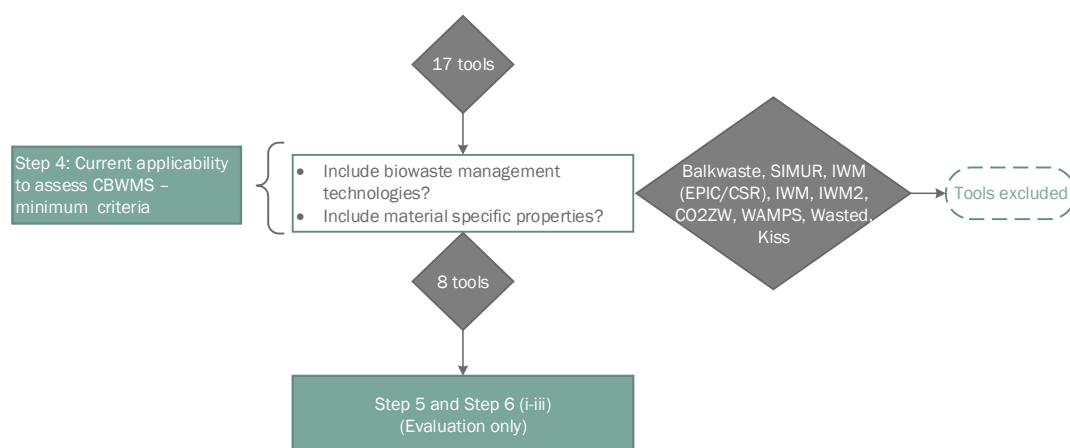 17 tools
Step 4: Current applicability
to assess CBWMS –
minimum criteria
• Include biowaste management
technologies?
• Include material specific properties?
Balkwaste, SIMUR, IWM
(EPIC/CSR), IWM, IWM2,
CO2ZW, WAMPS, Wasted,
Kiss
Tools excluded
8 tools
Step 5 and Step 6 (i-iii)
(Evaluation only)